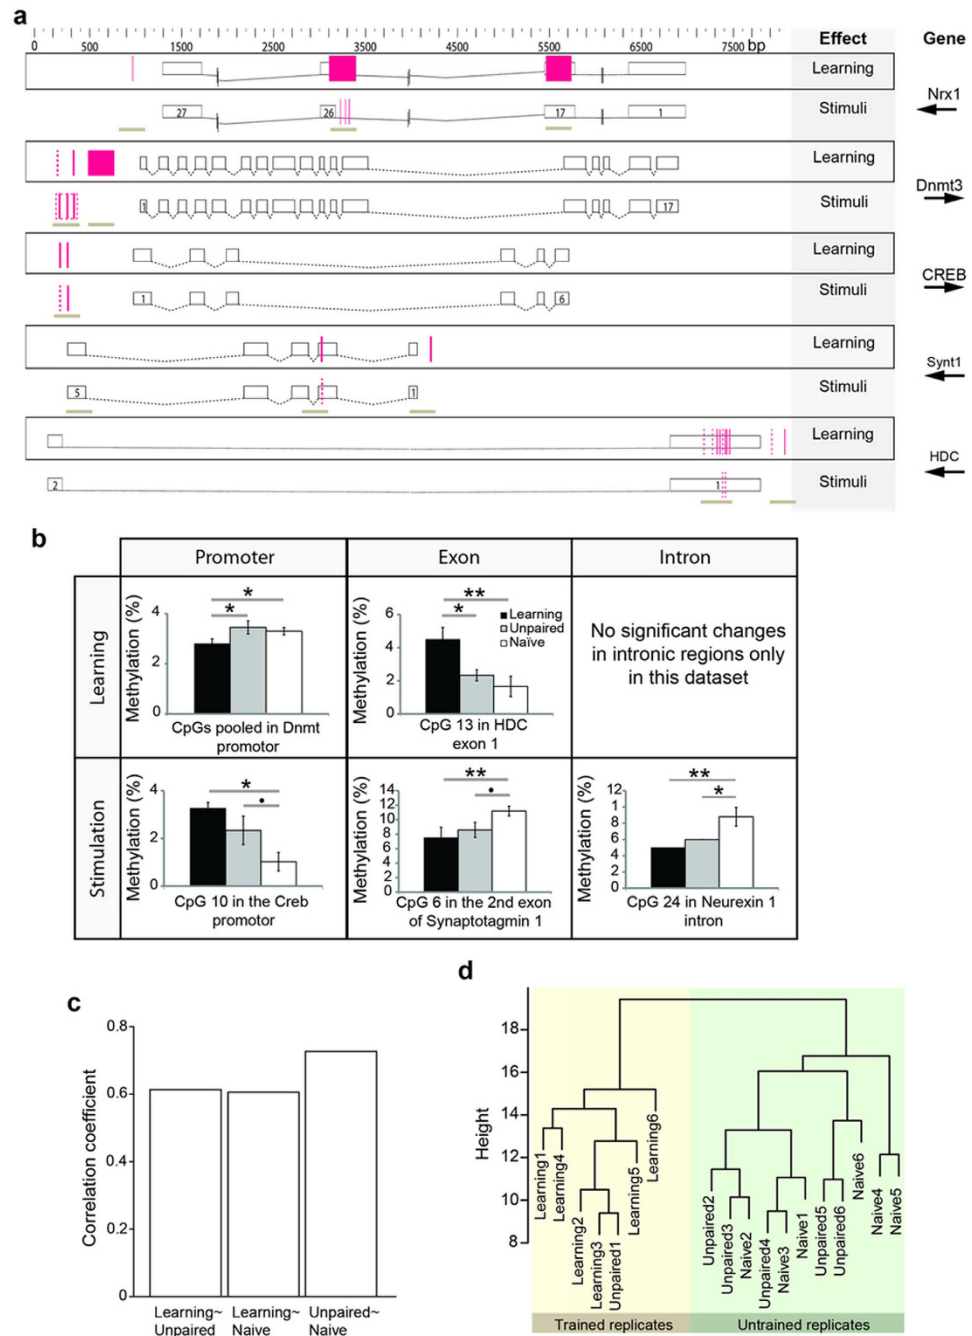 a
0 500 1500 2500 3500 4500 5500 6500 7500 bp Effect Gene
Learning
Nrx1
27 26 17 1 Stimuli
Learning
Dnmt3
1 17 Stimuli
Learning
CREB
1 6 Stimuli
Learning
Synt1
5 1 Stimuli
Learning
HDC
2 1 Stimuli
b
Promoter Exon Intron
Learning
Methylation (%)
4
2
0
*
*
CpGs pooled in Dnmt
promotor
Methylation (%)
6
4
2
0
**
*
Learning
Unpaired
Naïve
CpG 13 in HDC
exon 1
No significant changes
in intronic regions only
in this dataset
Stimulation
Methylation (%)
4
2
0
*
•
CpG 10 in the Creb
promotor
Methylation (%)
14
12
10
8
6
4
2
0
**
•
CpG 6 in the 2nd exon
of Synaptotagmin 1
Methylation (%)
12
8
6
4
2
0
**
*
CpG 24 in Neurexin 1
intron
c
Correlation coefficient
0.8
0.6
0.4
0.2
0
Learning~
Unpaired
Learning~
Naive
Unpaired~
Naive
d
Height
18
16
14
12
10
8
Learning1
Learning4
Learning2
Learning3
Unpaired1
Learning5
Learning6
Unpaired2
Unpaired3
Naive2
Unpaired4
Naive3
Naive1
Unpaired5
Unpaired6
Naive6
Naive4
Naive5
Trained replicates
Untrained replicates